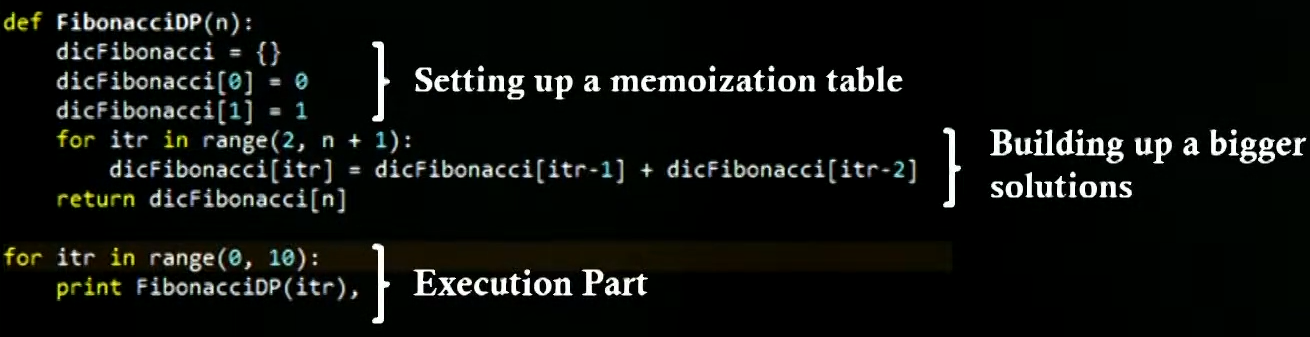 def FibonacciDP(n):
    dicFibonacci = {}
    dicFibonacci[0] = 0
    dicFibonacci[1] = 1
Setting up a memoization table
    for itr in range(2, n + 1):
        dicFibonacci[itr] = dicFibonacci[itr-1] + dicFibonacci[itr-2]
    return dicFibonacci[n]
Building up a bigger
solutions
for itr in range(0, 10):
    print FibonacciDP(itr),
Execution Part